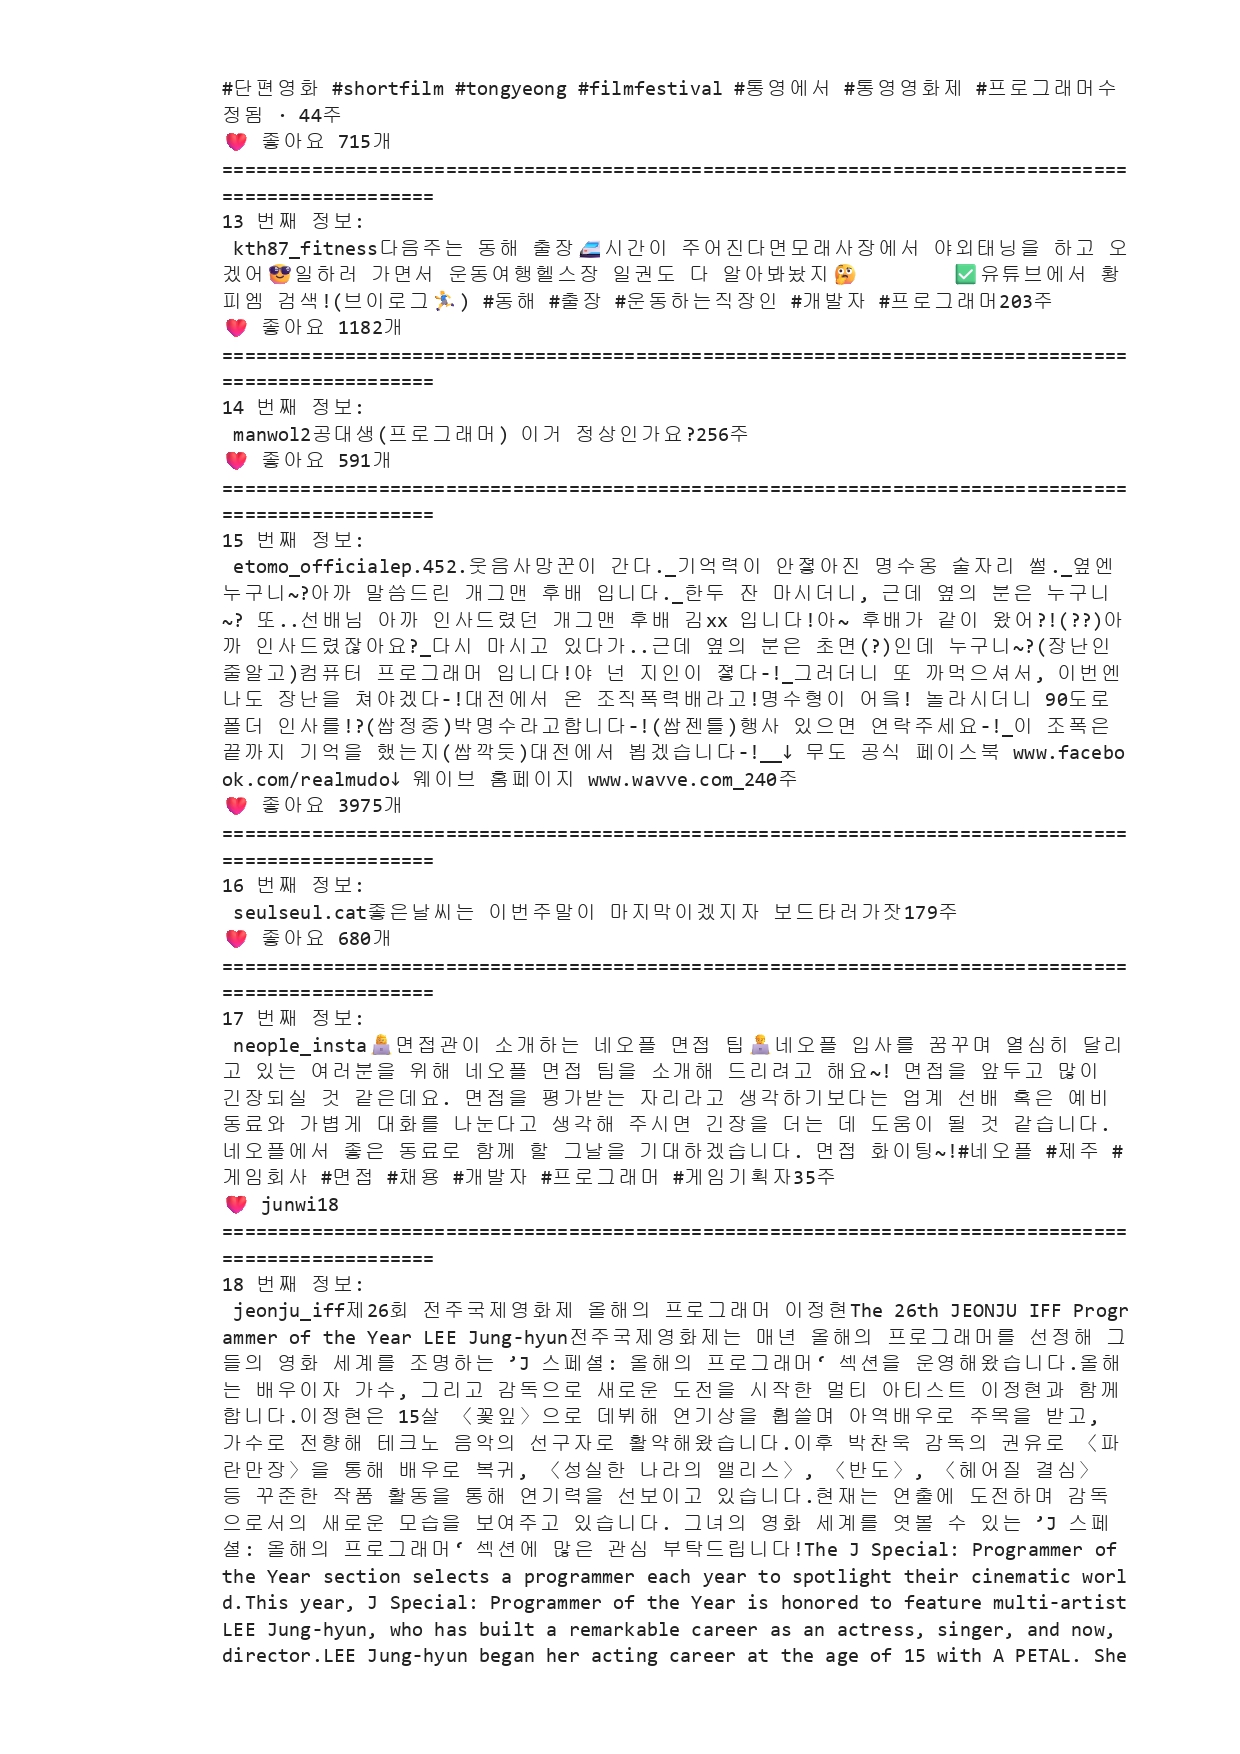 #단편영화 #shortfilm #tongyeong #filmfestival #통영에서 #통영영화제 #프로그래머수
정됨 · 44주
❤️ 좋아요 715개
=================================================================================
===================
13 번째 정보:
kth87_fitness다음주는 동해 출장🚅시간이 주어진다면모래사장에서 야외태닝을 하고 오
겠어😎일하러 가면서 운동여행헬스장 일권도 다 알아봐놨지🤔 ✅유튜브에서 황
피엠 검색!(브이로그🏃) #동해 #출장 #운동하는직장인 #개발자 #프로그래머203주
❤️ 좋아요 1182개
=================================================================================
===================
14 번째 정보:
manwol2공대생(프로그래머) 이거 정상인가요?256주
❤️ 좋아요 591개
=================================================================================
===================
15 번째 정보:
etomo_officialep.452.웃음사망꾼이 간다._기억력이 안젛아진 명수옹 술자리 썰._옆엔
누구니~?아까 말씀드린 개그맨 후배 입니다._한두 잔 마시더니, 근데 옆의 분은 누구니
~? 또..선배님 아까 인사드렸던 개그맨 후배 김xx 입니다!아~ 후배가 같이 왔어?!(??)아
까 인사드렸잖아요?_다시 마시고 있다가..근데 옆의 분은 초면(?)인데 누구니~?(장난인
줄알고)컴퓨터 프로그래머 입니다!야 넌 지인이 젷다-!_그러더니 또 까먹으셔서, 이번엔
나도 장난을 쳐야겠다-!대전에서 온 조직폭력배라고!명수형이 어읔! 놀라시더니 90도로
폴더 인사를!?(쌉정중)박명수라고합니다-!(쌉젠틀)행사 있으면 연락주세요-!_이 조폭은
끝까지 기억을 했는지(쌉깍듯)대전에서 뵙겠습니다-!__↓ 무도 공식 페이스북 www.facebo
ok.com/realmudo↓ 웨이브 홈페이지 www.wavve.com_240주
❤️ 좋아요 3975개
=================================================================================
===================
16 번째 정보:
seulseul.cat좋은날씨는 이번주말이 마지막이겠지자 보드타러가잣179주
❤️ 좋아요 680개
=================================================================================
===================
17 번째 정보:
neople_insta👩‍💻면접관이 소개하는 네오플 면접 팁👨‍💻네오플 입사를 꿈꾸며 열심히 달리
고 있는 여러분을 위해 네오플 면접 팁을 소개해 드리려고 해요~! 면접을 앞두고 많이
긴장되실 것 같은데요. 면접을 평가받는 자리라고 생각하기보다는 업계 선배 혹은 예비
동료와 가볍게 대화를 나눈다고 생각해 주시면 긴장을 더는 데 도움이 될 것 같습니다.
네오플에서 좋은 동료로 함께 할 그날을 기대하겠습니다. 면접 화이팅~!#네오플 #제주 #
게임회사 #면접 #채용 #개발자 #프로그래머 #게임기획자35주
❤️ junwi18
=================================================================================
===================
18 번째 정보:
jeonju_iff제26회 전주국제영화제 올해의 프로그래머 이정현The 26th JEONJU IFF Progr
ammer of the Year LEE Jung-hyun전주국제영화제는 매년 올해의 프로그래머를 선정해 그
들의 영화 세계를 조명하는 ❜J 스페셜: 올해의 프로그래머❛ 섹션을 운영해왔습니다.올해
는 배우이자 가수, 그리고 감독으로 새로운 도전을 시작한 멀티 아티스트 이정현과 함께
합니다.이정현은 15살 〈꽃잎〉으로 데뷔해 연기상을 휩쓸며 아역배우로 주목을 받고,
가수로 전향해 테크노 음악의 선구자로 활약해왔습니다.이후 박찬욱 감독의 권유로 〈파
란만장〉을 통해 배우로 복귀, 〈성실한 나라의 앨리스〉, 〈반도〉, 〈헤어질 결심〉
등 꾸준한 작품 활동을 통해 연기력을 선보이고 있습니다.현재는 연출에 도전하며 감독
으로서의 새로운 모습을 보여주고 있습니다. 그녀의 영화 세계를 엿볼 수 있는 ❜J 스페
셜: 올해의 프로그래머❛ 섹션에 많은 관심 부탁드립니다!The J Special: Programmer of
the Year section selects a programmer each year to spotlight their cinematic worl
d.This year, J Special: Programmer of the Year is honored to feature multi-artist
LEE Jung-hyun, who has built a remarkable career as an actress, singer, and now,
director.LEE Jung-hyun began her acting career at the age of 15 with A PETAL. She